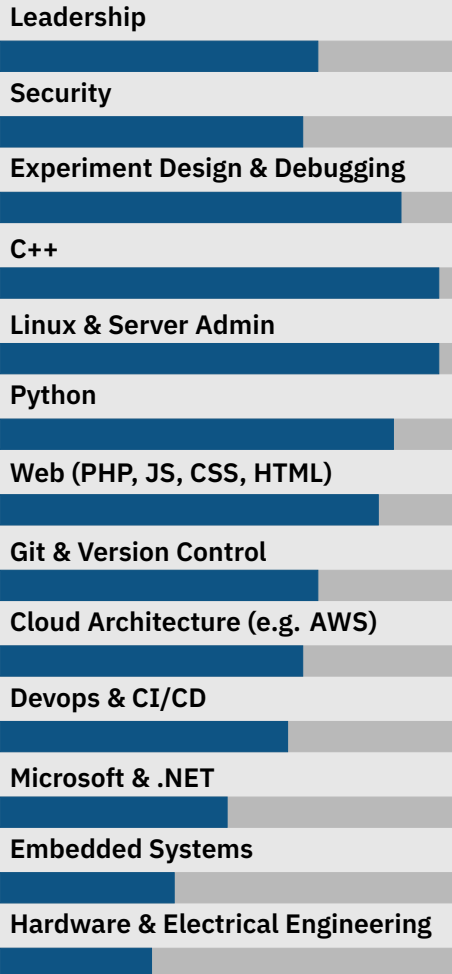 Leadership
Security
Experiment Design & Debugging
C++
Linux & Server Admin
Python
Web (PHP, JS, CSS, HTML)
Git & Version Control
Cloud Architecture (e.g. AWS)
Devops & CI/CD
Microsoft & .NET
Embedded Systems
Hardware & Electrical Engineering